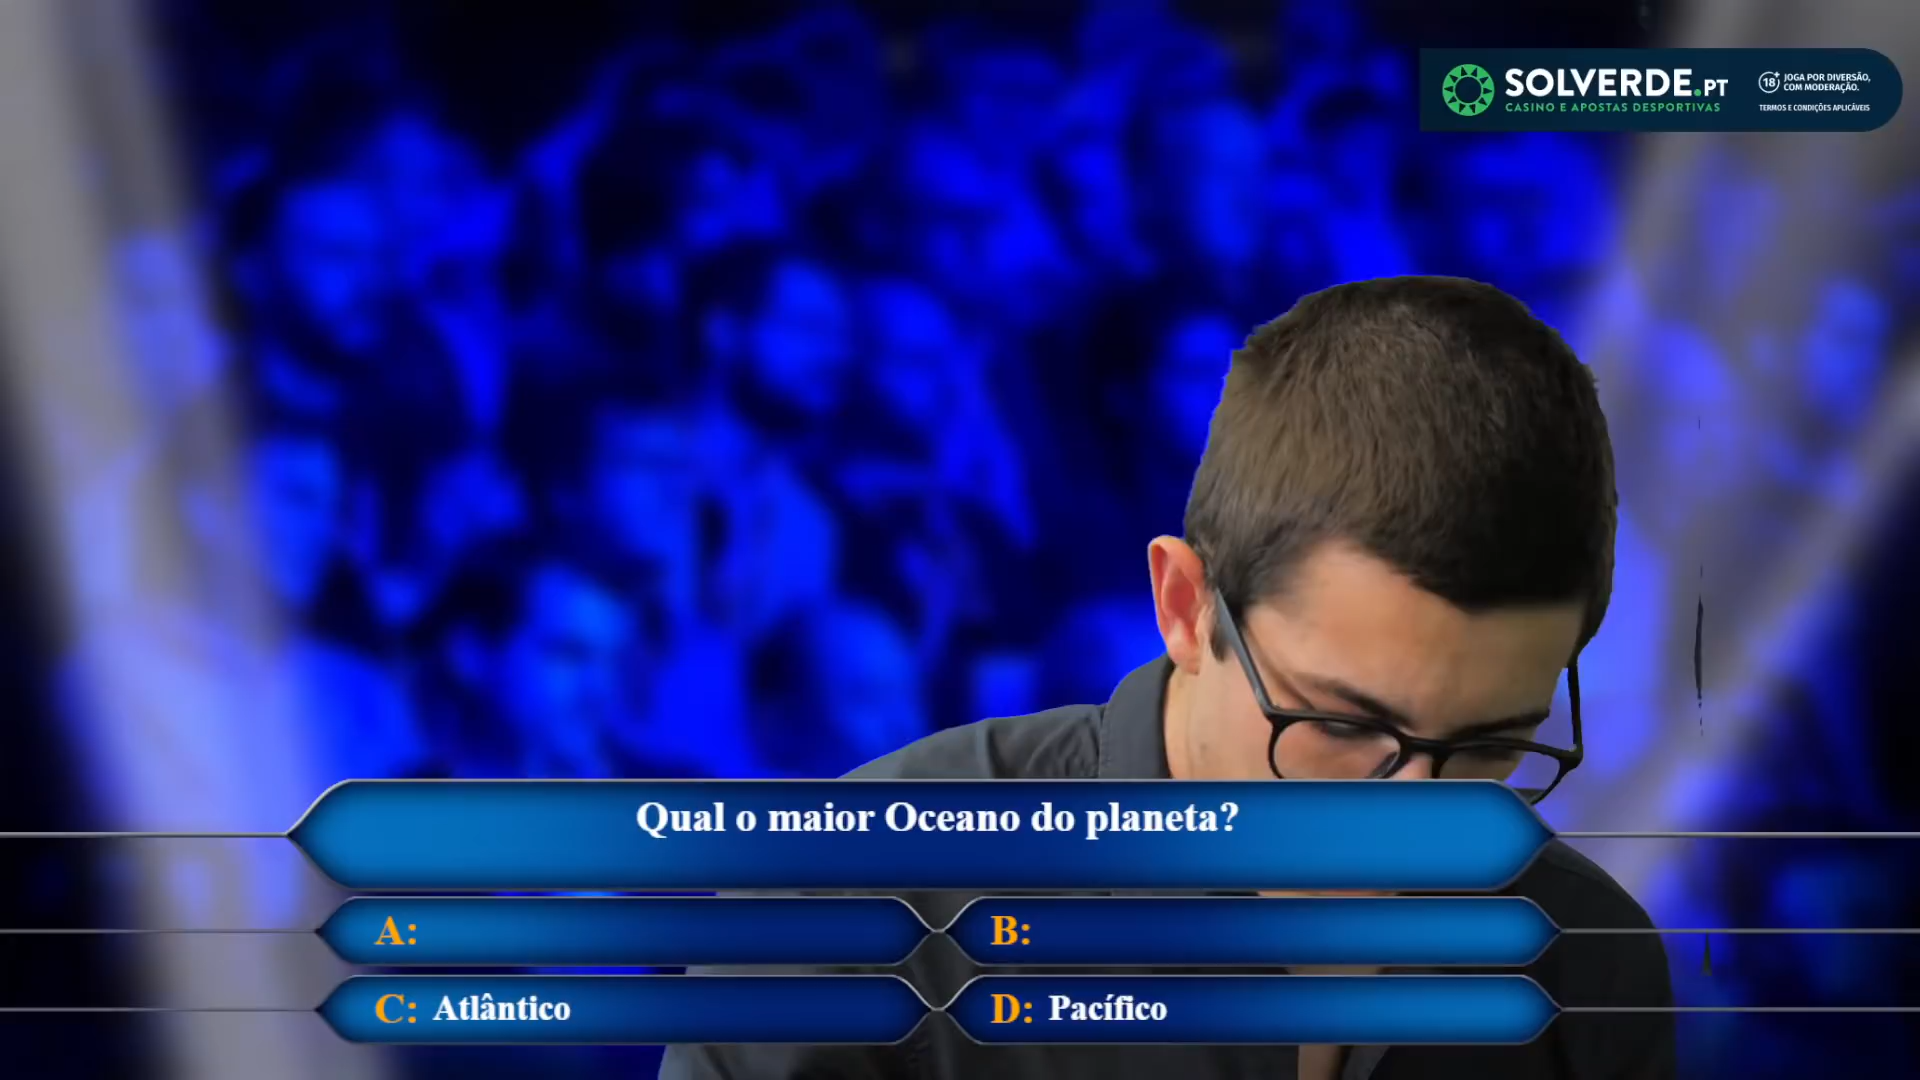 SOLVERDE.PT
CASINO E APOSTAS DESPORTIVAS
18+ JOGA POR DIVERSÃO,
COM MODERAÇÃO.
TERMOS E CONDIÇÕES APLICÁVEIS
Qual o maior Oceano do planeta?
A:
B:
C: Atlântico
D: Pacífico